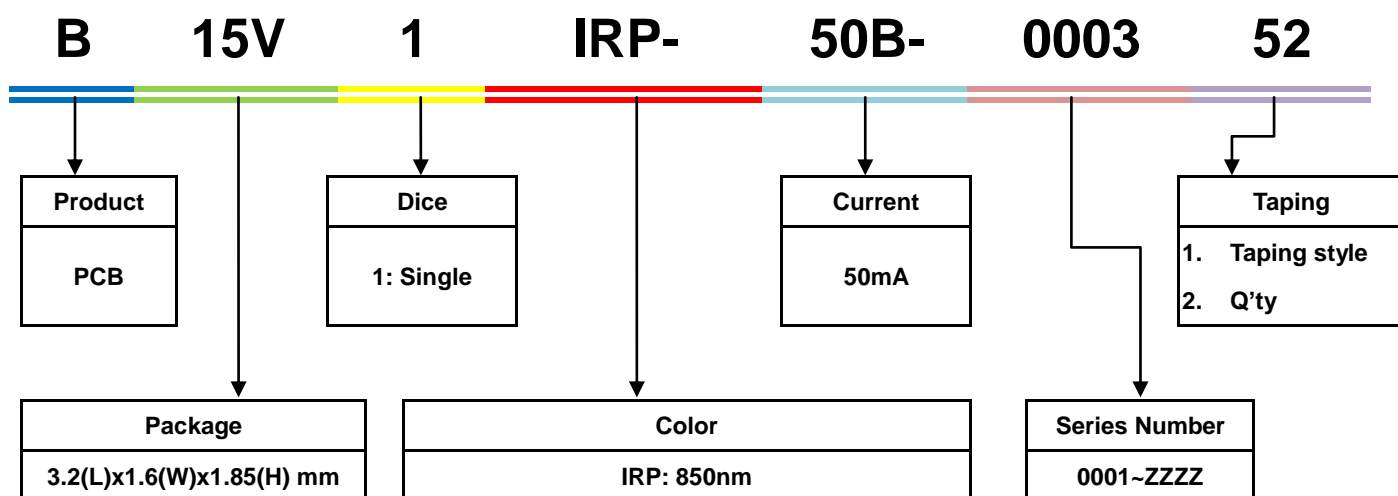 B 15V 1 IRP- 50B- 0003 52
Product
PCB
Dice
1: Single
Current
50mA
Taping
1. Taping style
2. Q’ty
Package
3.2(L)x1.6(W)x1.85(H) mm
Color
IRP: 850nm
Series Number
0001~ZZZZ